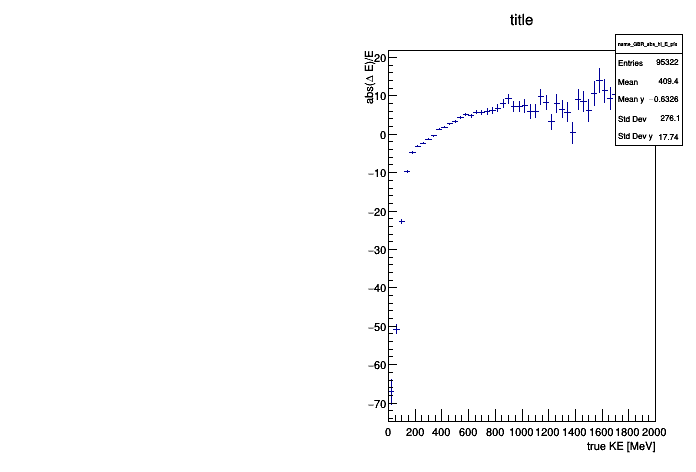 title
name_GBR_abs_hj_E_pfx
Entries 95322
Mean 409.4
Mean y −0.6326
Std Dev 276.1
Std Dev y 17.74
abs(Δ E)/E
20
10
0
−10
−20
−30
−40
−50
−60
−70
0 200 400 600 800 1000 1200 1400 1600 1800 2000
true KE [MeV]